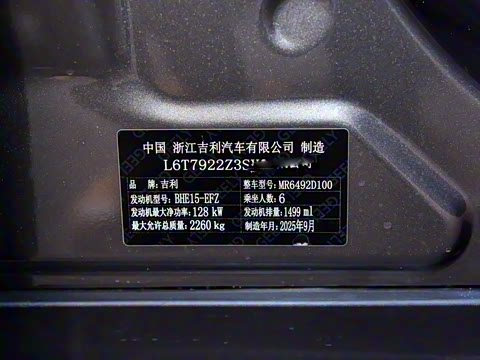 中国 浙江吉利汽车有限公司 制造
L6T7922Z3S
品 牌:吉利 整车型号:MR6492D100
发动机型号:BHE15-EFZ 乘坐人数:6
发动机最大净功率:128 kW 发动机排量:1499 ml
最大允许总质量:2260 kg 制造年月:2025年9月